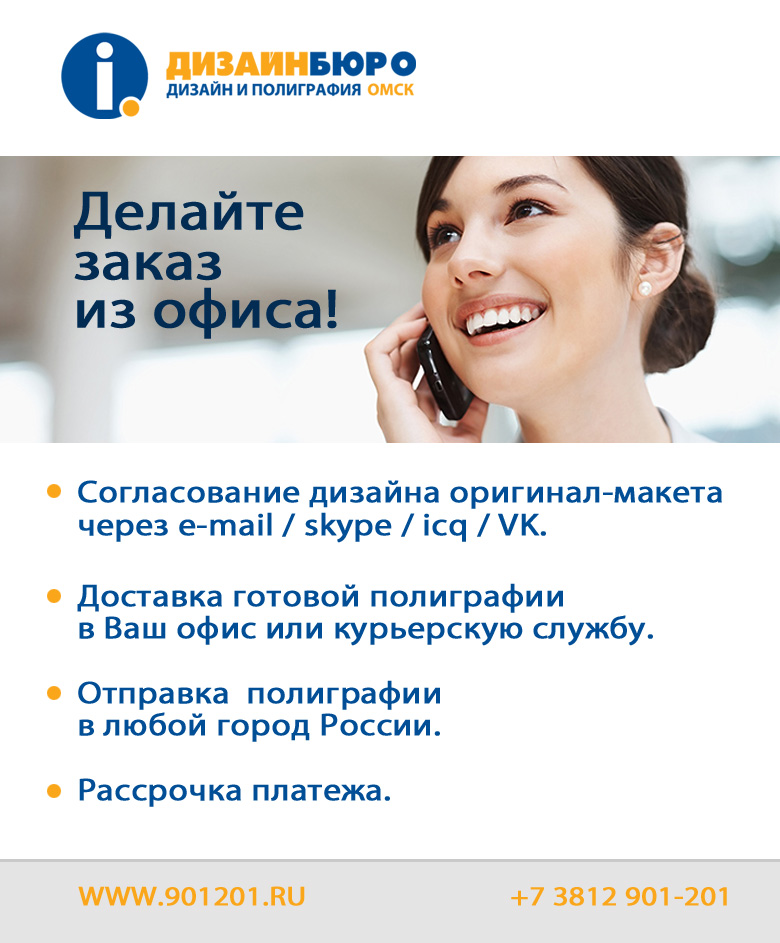 i.
ДИЗАЙНБЮРО
ДИЗАЙН И ПОЛИГРАФИЯ ОМСК
Делайте
заказ
из офиса!
Согласование дизайна оригинал-макета
через e-mail / skype / icq / VK.
Доставка готовой полиграфии
в Ваш офис или курьерскую службу.
Отправка полиграфии
в любой город России.
Рассрочка платежа.
WWW.901201.RU
+7 3812 901-201